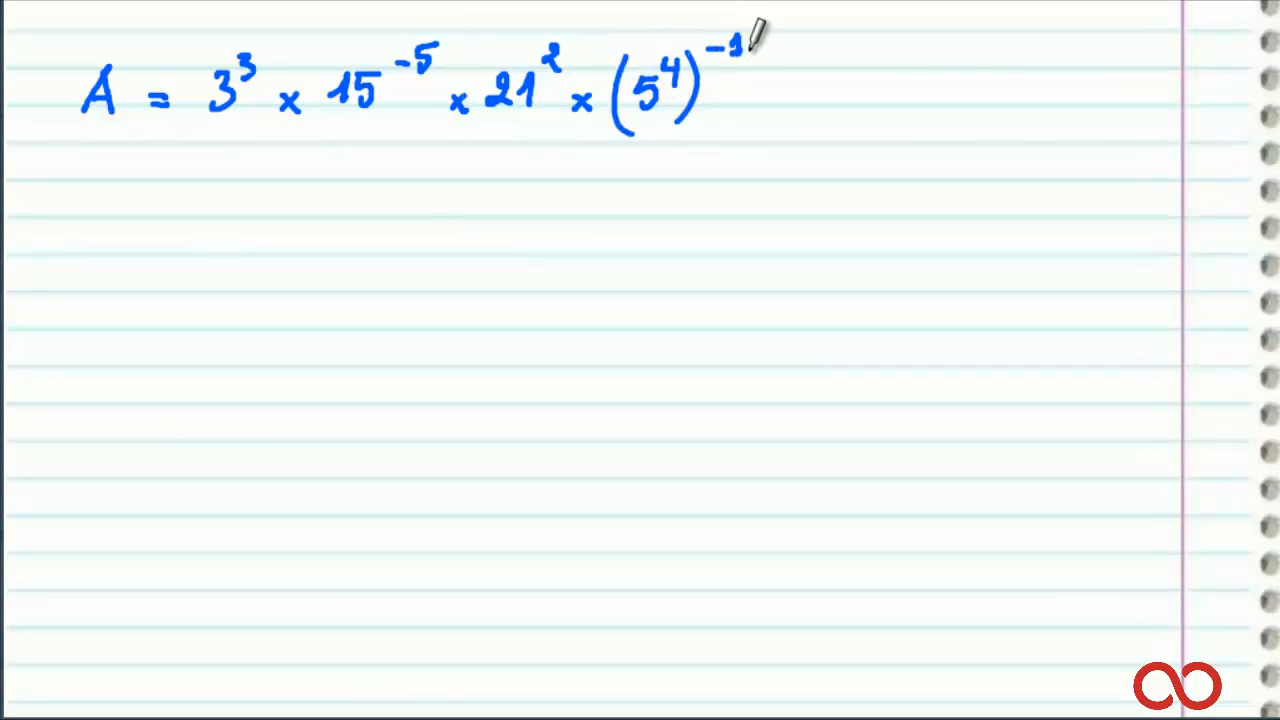 A = 3³ × 15⁻⁵ × 21² × (5⁴)⁻¹